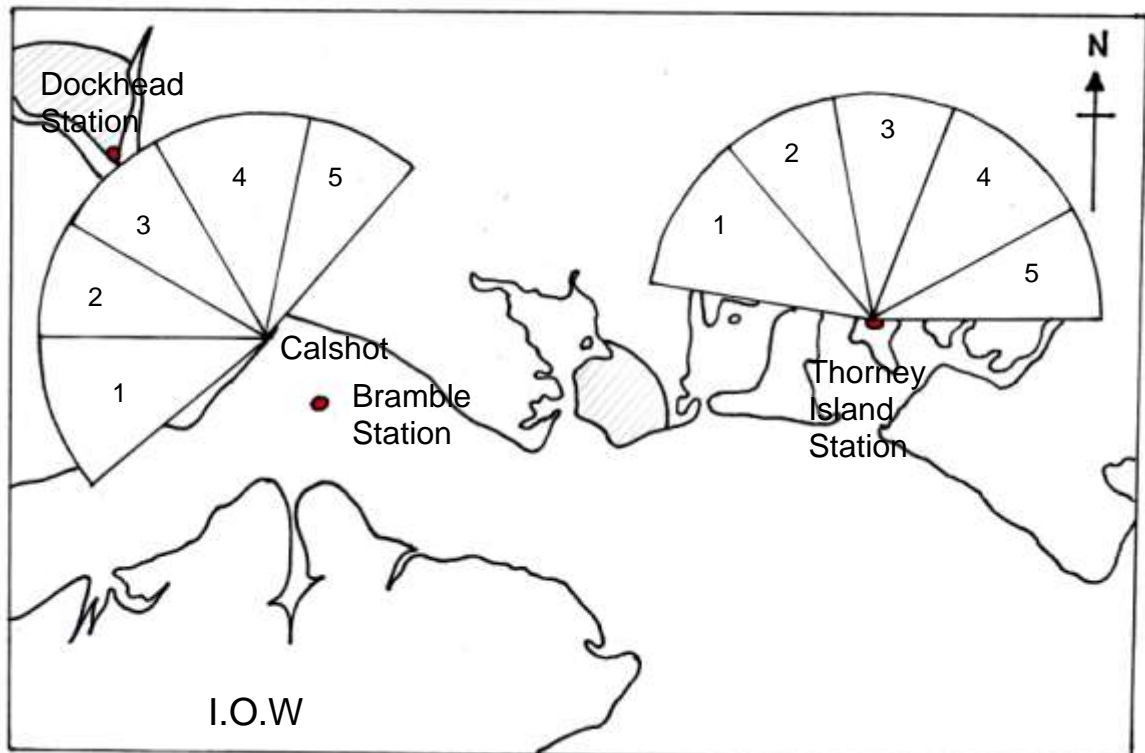 N
Dockhead
Station
3
2
4
5
4
3
1
2
5
Calshot
1
Bramble
Station
Thorney
Island
Station
I.O.W